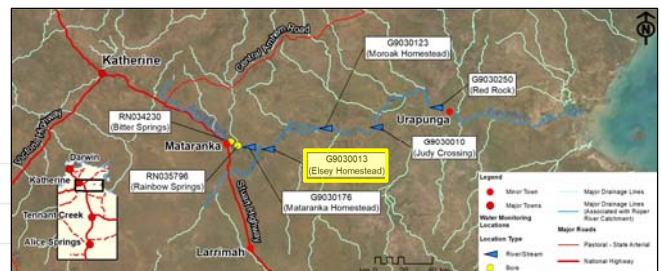 Katherine
Central Arnhem Road
G9030123
(Moroak Homestead)
G9030250
(Red Rock)
N
Victoria Highway
RN034230
(Bitter Springs)
Urapunga
Mataranka
G9030013
(Elsey Homestead)
G9030010
(Judy Crossing)
RN035796
(Rainbow Springs)
G9030176
(Mataranka Homestead)
Stuart Highway
Larrimah
Darwin
Katherine
Tennant Creek
Alice Springs
Legend
Minor Town
Major Towns
Water Monitoring
Locations
Location Type
River/Stream
Bore
Major Drainage Lines
Major Drainage Lines
(Associated with Roper
River Catchment)
Major Roads
Pastoral - State Arterial
National Highway